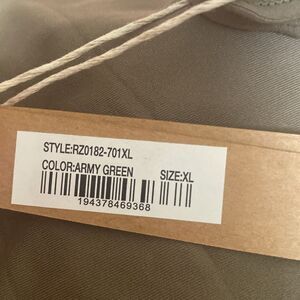 STYLE:RZ0182-701XL
COLOR:ARMY GREEN SIZE:XL
194378469368